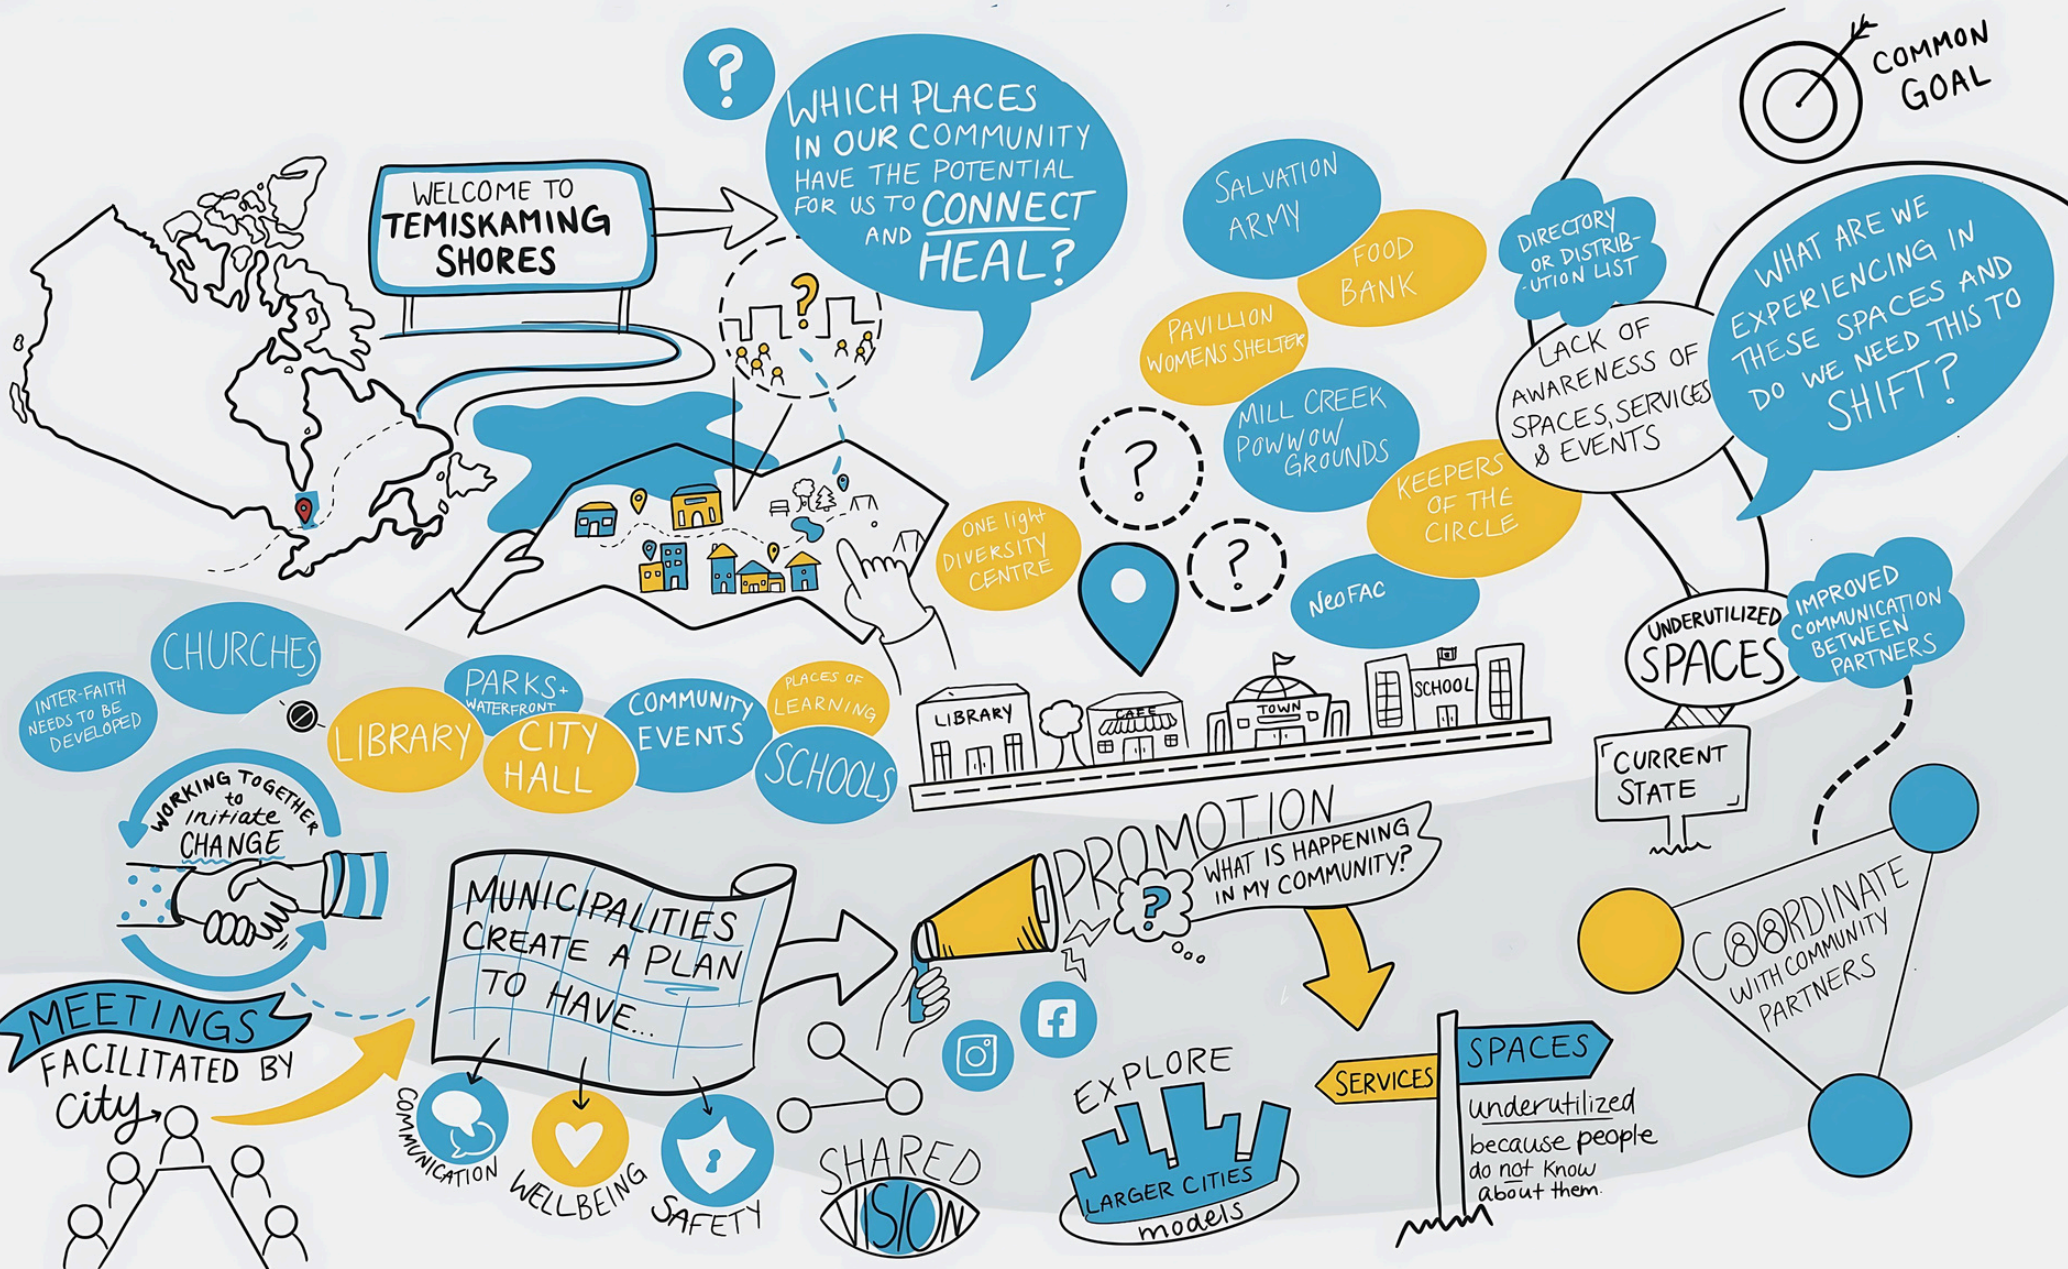 WELCOME TO
TEMISKAMING
SHORES
?
WHICH PLACES
IN OUR COMMUNITY
HAVE THE POTENTIAL
FOR US TO CONNECT
AND
HEAL?
?
COMMON
GOAL
SALVATION
ARMY
FOOD
BANK
PAVILLION
WOMENS SHELTER
MILL CREEK
POWWOW
GROUNDS
KEEPERS
OF THE
CIRCLE
NeoFAC
ONE light
DIVERSITY
CENTRE
?
?
DIRECTORY
OR DISTRIB-
-UTION LIST
LACK OF
AWARENESS OF
SPACES, SERVICES
& EVENTS
WHAT ARE WE
EXPERIENCING IN
THESE SPACES AND
DO WE NEED THIS TO
SHIFT?
UNDERUTILIZED
SPACES
IMPROVED
COMMUNICATION
BETWEEN
PARTNERS
CURRENT
STATE
CHURCHES
INTER-FAITH
NEEDS TO BE
DEVELOPED
LIBRARY
PARKS+
WATERFRONT
CITY
HALL
COMMUNITY
EVENTS
PLACES OF
LEARNING
SCHOOLS
LIBRARY
CAFE
TOWN
SCHOOL
WORKING TOGETHER
to
initiate
CHANGE
MEETINGS
FACILITATED BY
City
MUNICIPALITIES
CREATE A PLAN
TO HAVE...
COMMUNICATION
WELLBEING
SAFETY
PROMOTION
?
WHAT IS HAPPENING
IN MY COMMUNITY?
f
SHARED
VISION
EXPLORE
LARGER CITIES
models
SERVICES
SPACES
underutilized
because people
do not know
about them.
COORDINATE
WITH COMMUNITY
PARTNERS